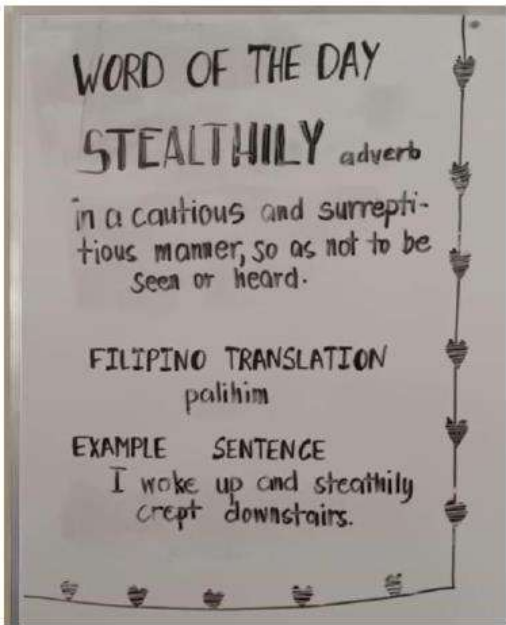 WORD OF THE DAY
STEALTHILY adverb
in a cautious and surrepti-
tious manner, so as not to be
seen or heard.
FILIPINO TRANSLATION
palihim
EXAMPLE SENTENCE
I woke up and steathily
crept downstairs.